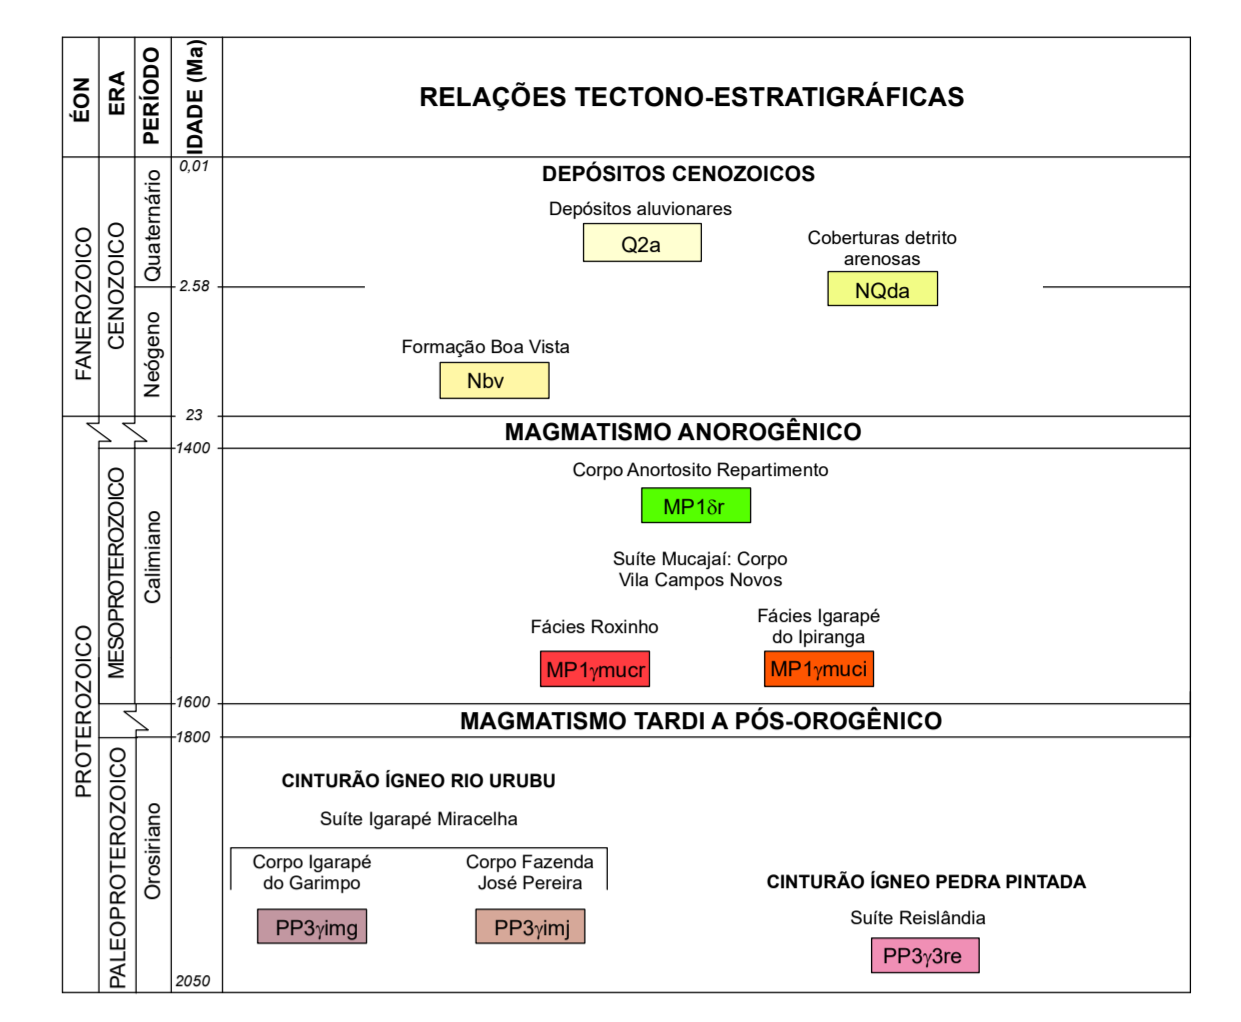 ÉON
ERA
PERÍODO
IDADE (Ma)
RELAÇÕES TECTONO-ESTRATIGRÁFICAS
FANEROZOICO
CENOZOICO
Quaternário
0,01
DEPÓSITOS CENOZOICOS
Depósitos aluvionares
Q2a
Coberturas detrito
arenosas
NQda
2.58
Neógeno
Formação Boa Vista
Nbv
23
MAGMATISMO ANOROGÊNICO
1400
PROTEROZOICO
MESOPROTEROZOICO
Calimiano
Corpo Anortosito Repartimento
MP1δr
Suíte Mucajaí: Corpo
Vila Campos Novos
Fácies Roxinho
MP1γmucr
Fácies Igarapé
do Ipiranga
MP1γmuci
1600
MAGMATISMO TARDI A PÓS-OROGÊNICO
1800
PALEOPROTEROZOICO
Orosiriano
CINTURÃO ÍGNEO RIO URUBU
Suíte Igarapé Miracelha
Corpo Igarapé
do Garimpo
PP3γimg
Corpo Fazenda
José Pereira
PP3γimj
CINTURÃO ÍGNEO PEDRA PINTADA
Suíte Reislândia
PP3γ3re
2050